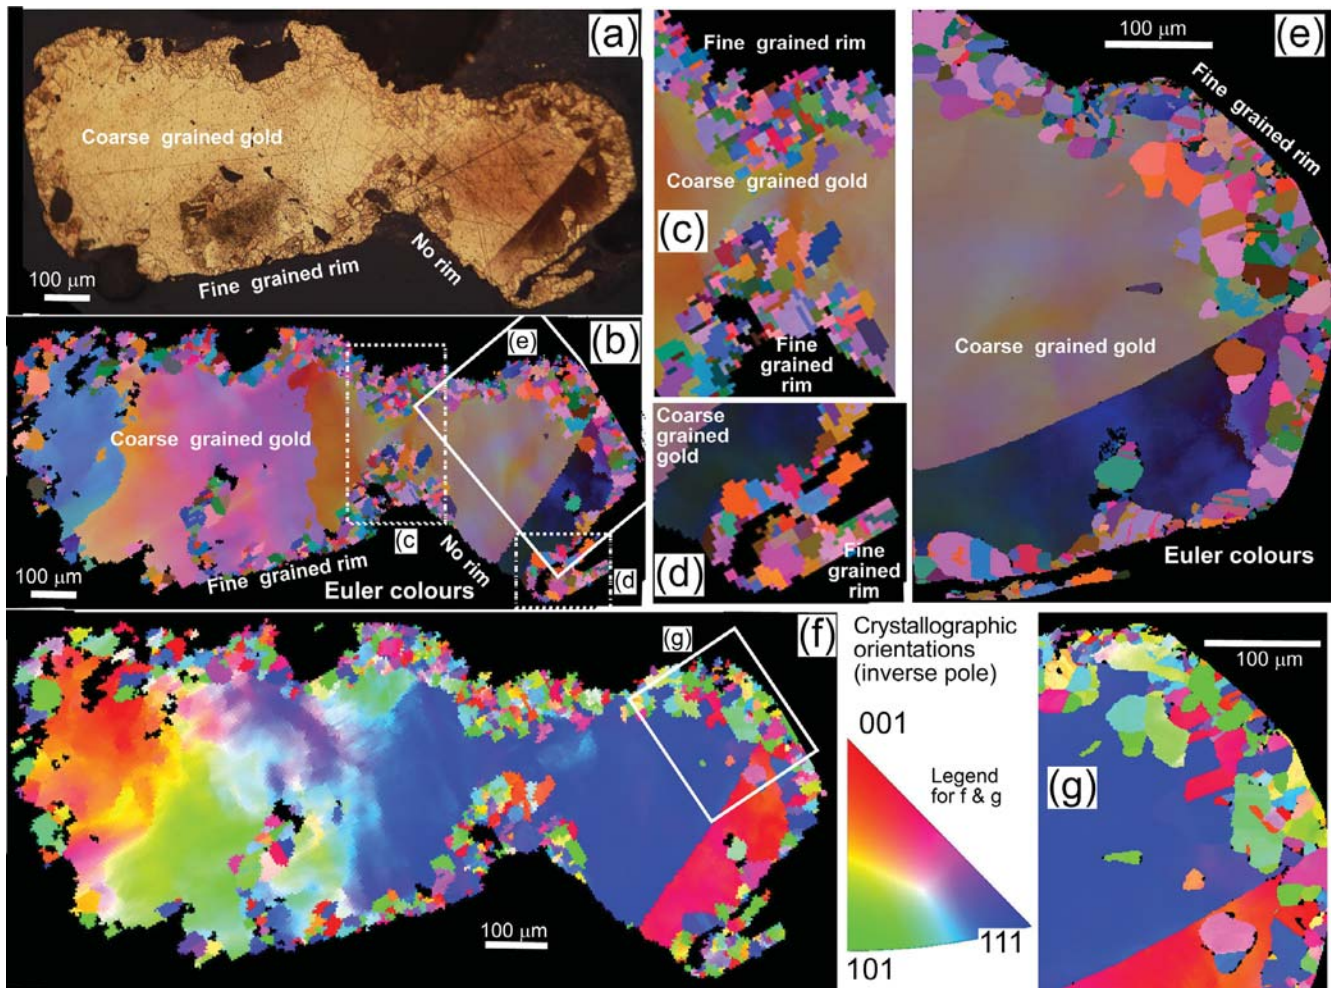 (a)
Coarse grained gold
No rim
Fine grained rim
100 µm
(b)
(e)
Coarse grained gold
(c)
No rim
(d)
Fine grained rim
100 µm
Euler colours
Fine grained rim
Coarse grained gold
(c)
Fine
grained
rim
Coarse
grained
gold
(d)
Fine
grained
rim
100 µm
(e)
Fine grained rim
Coarse grained gold
Euler colours
(f)
(g)
100 µm
Crystallographic
orientations
(inverse pole)
001
Legend
for f & g
111
101
100 µm
(g)